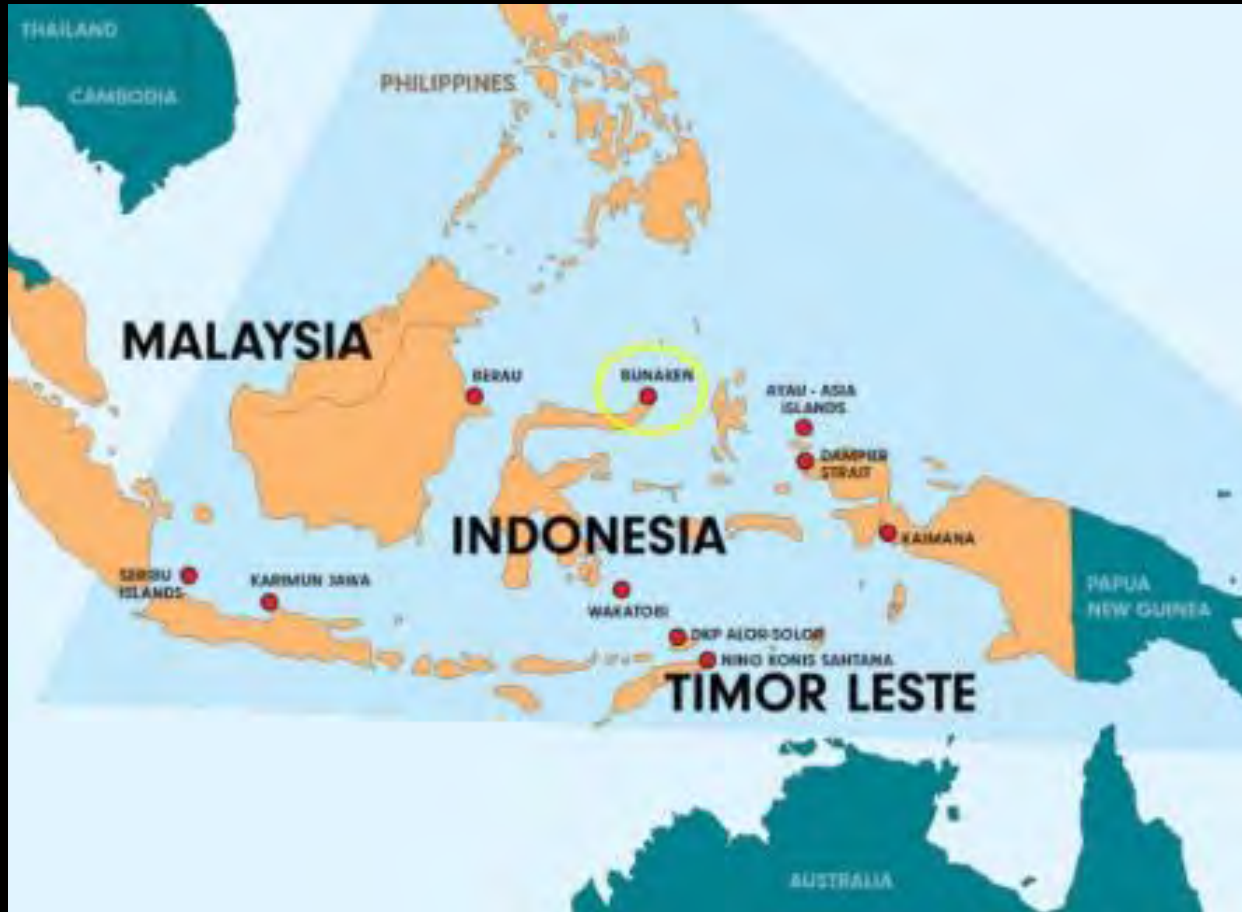 THAILAND
CAMBODIA
PHILIPPINES
MALAYSIA
BERAU
BUNAKEN
AYAU - ASIA
ISLANDS
DAMPIER
STRAIT
INDONESIA
KAIMANA
SERIBU
ISLANDS
KARIMUN JAWA
WAKATOBI
PAPUA
NEW GUINEA
DKP ALOR-SOLOR
NINO KONIS SANTANA
TIMOR LESTE
AUSTRALIA